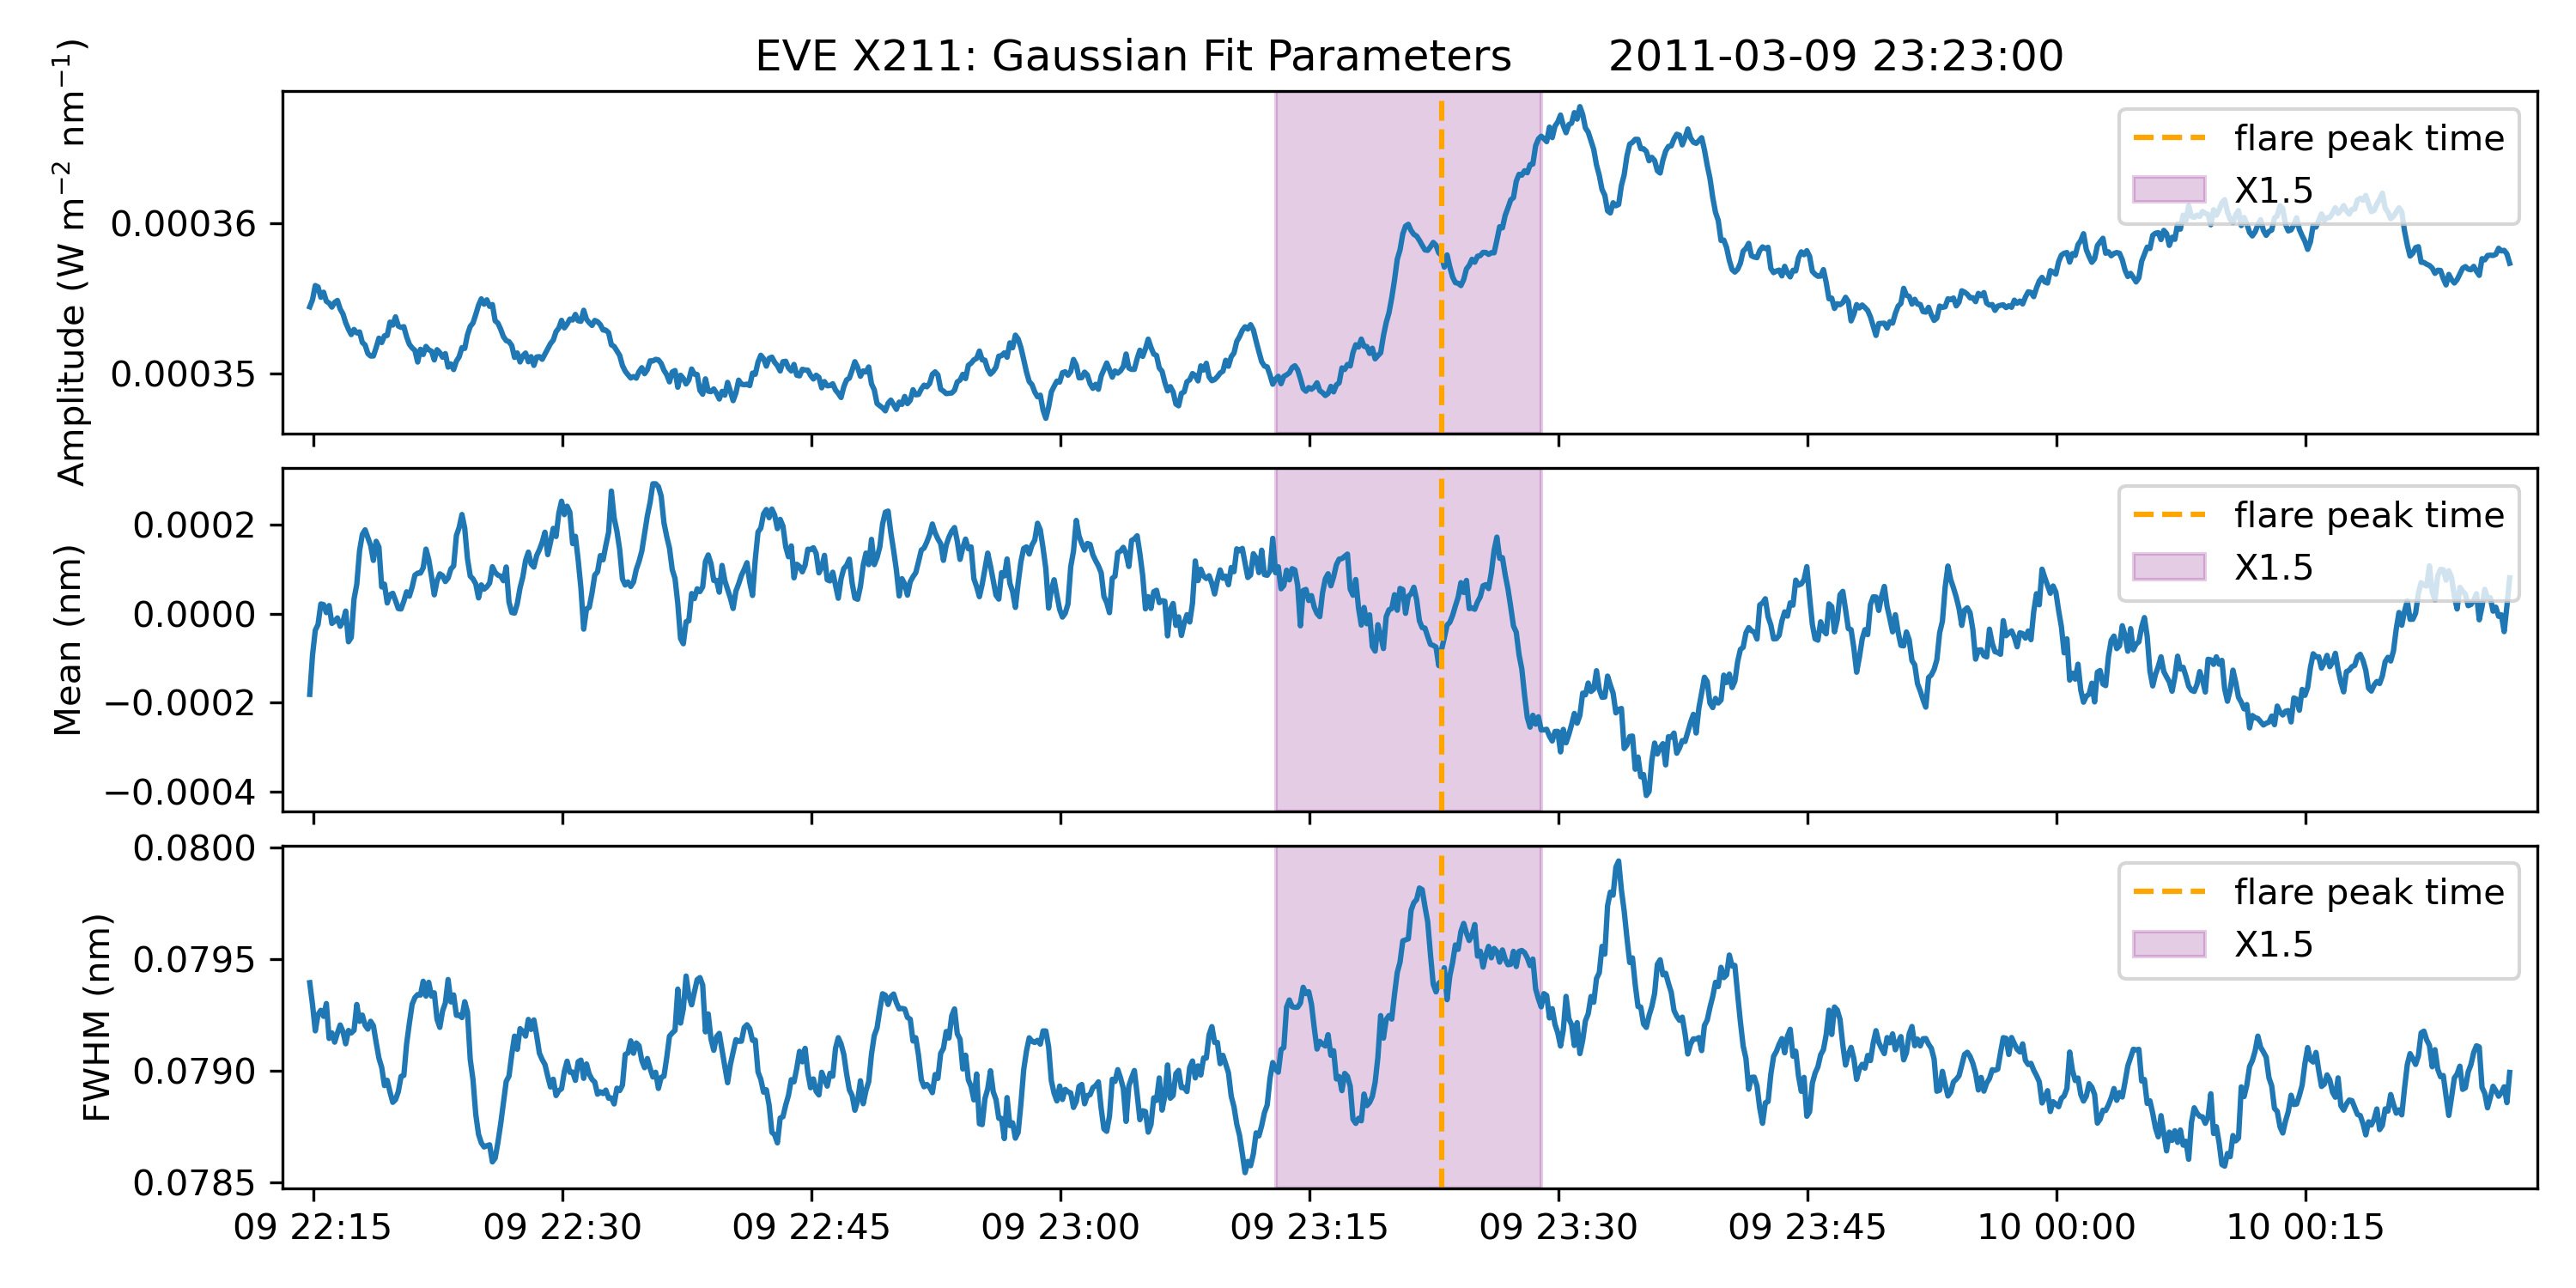 EVE X211: Gaussian Fit Parameters 2011-03-09 23:23:00
Amplitude (W m⁻² nm⁻¹)
0.00036
0.00035
flare peak time
X1.5
Mean (nm)
0.0002
0.0000
−0.0002
−0.0004
flare peak time
X1.5
FWHM (nm)
0.0800
0.0795
0.0790
0.0785
flare peak time
X1.5
09 22:15 09 22:30 09 22:45 09 23:00 09 23:15 09 23:30 09 23:45 10 00:00 10 00:15